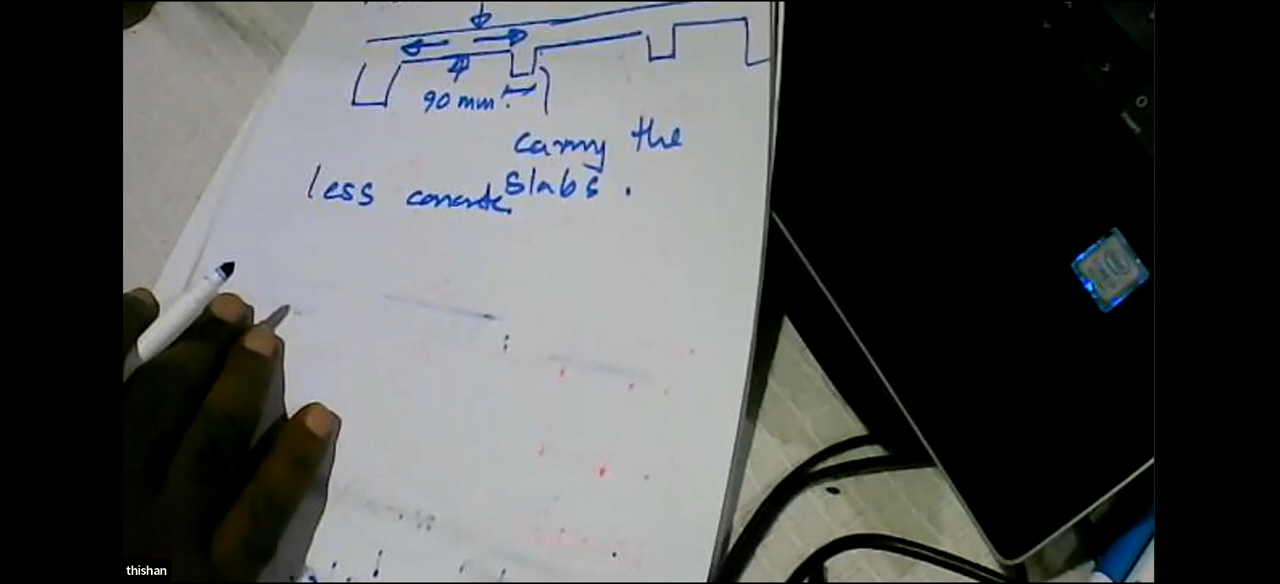 90 mm.
carry the
slabs.
less concrete
thishan